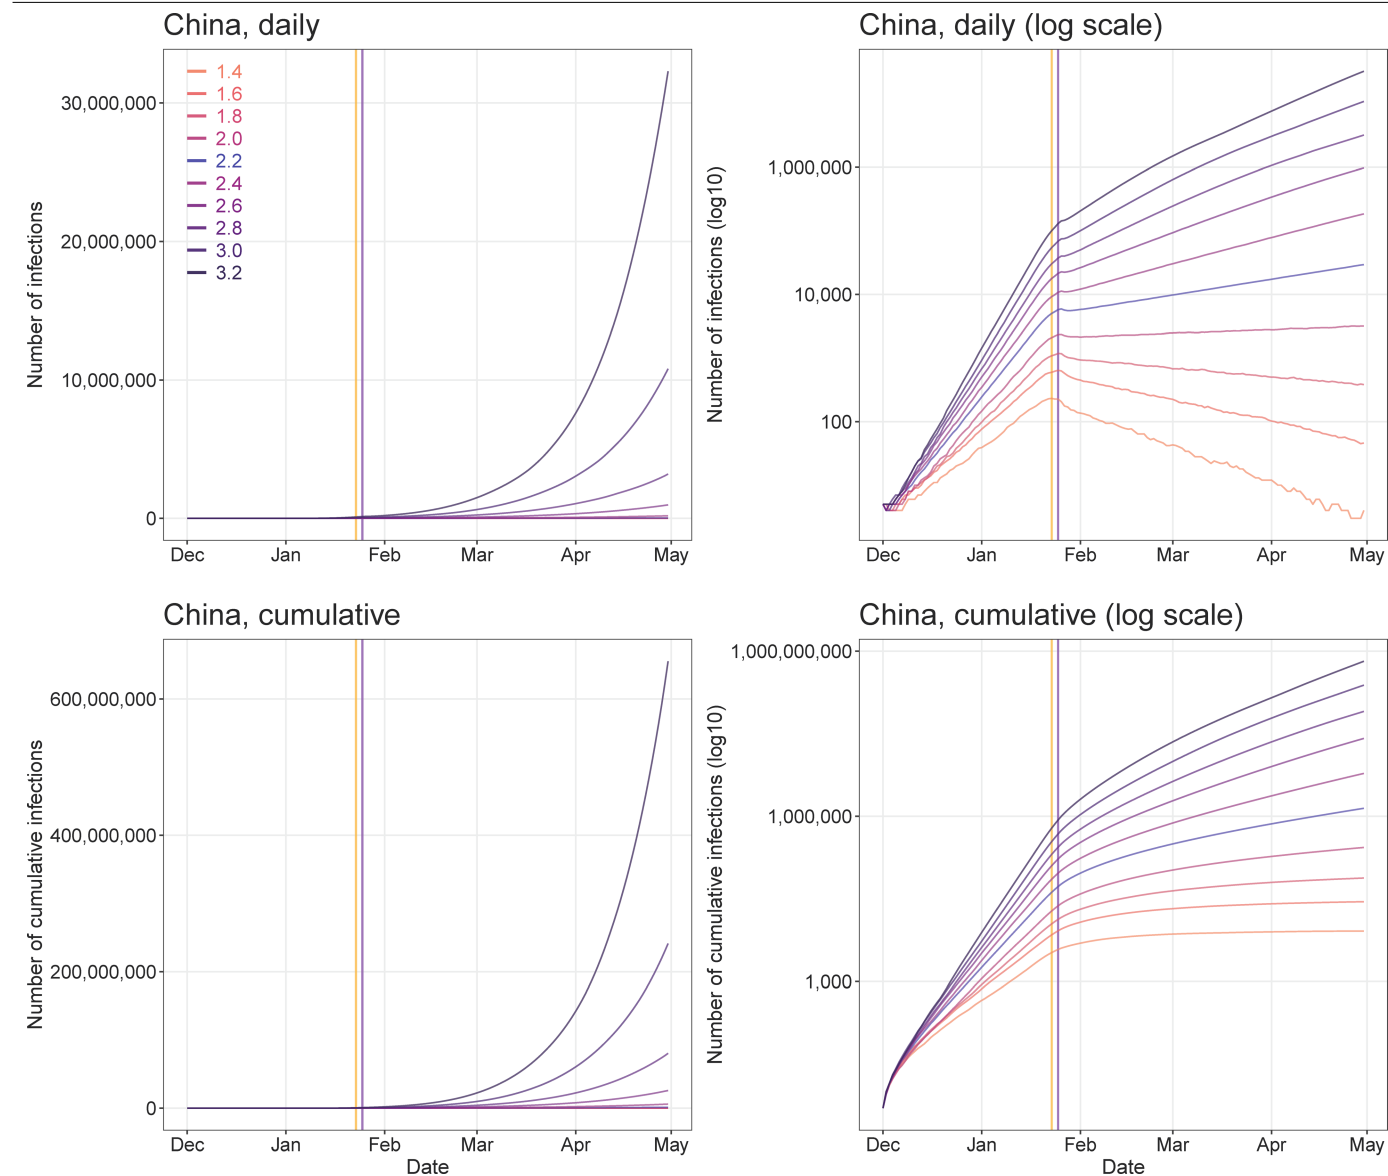 China, daily
Number of infections
30,000,000
20,000,000
10,000,000
0
1.4
1.6
1.8
2.0
2.2
2.4
2.6
2.8
3.0
3.2
Dec Jan Feb Mar Apr May
China, daily (log scale)
Number of infections (log10)
1,000,000
10,000
100
Dec Jan Feb Mar Apr May
China, cumulative
Number of cumulative infections
600,000,000
400,000,000
200,000,000
0
Dec Jan Feb Mar Apr May
Date
China, cumulative (log scale)
Number of cumulative infections (log10)
1,000,000,000
1,000,000
1,000
Dec Jan Feb Mar Apr May
Date